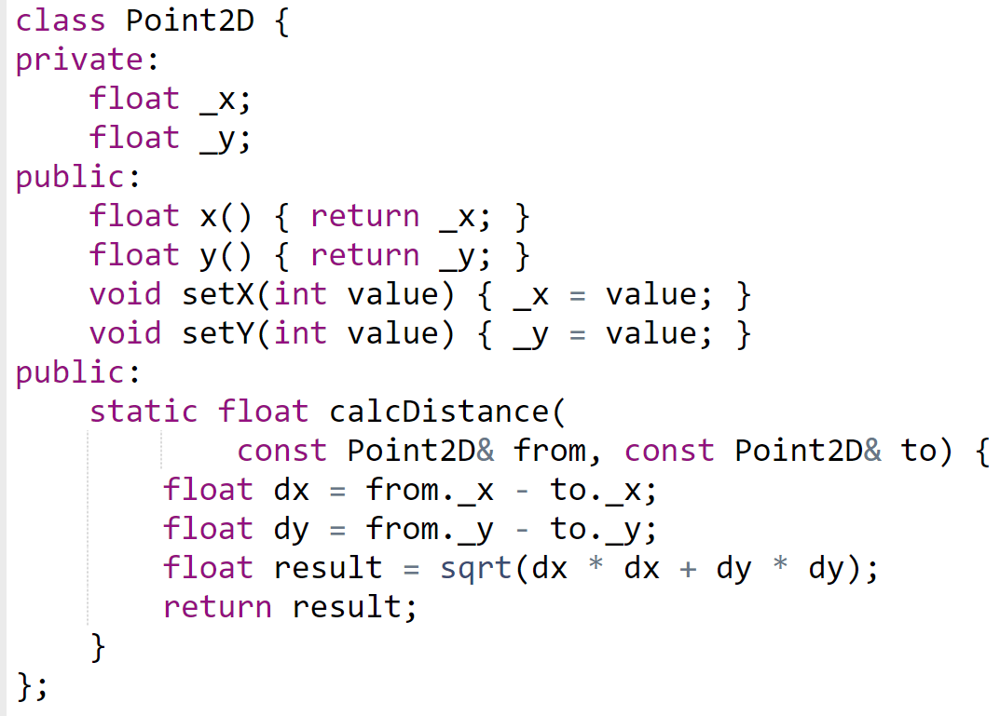 class Point2D {
private:
    float _x;
    float _y;
public:
    float x() { return _x; }
    float y() { return _y; }
    void setX(int value) { _x = value; }
    void setY(int value) { _y = value; }
public:
    static float calcDistance(
            const Point2D& from, const Point2D& to) {
        float dx = from._x - to._x;
        float dy = from._y - to._y;
        float result = sqrt(dx * dx + dy * dy);
        return result;
    }
};